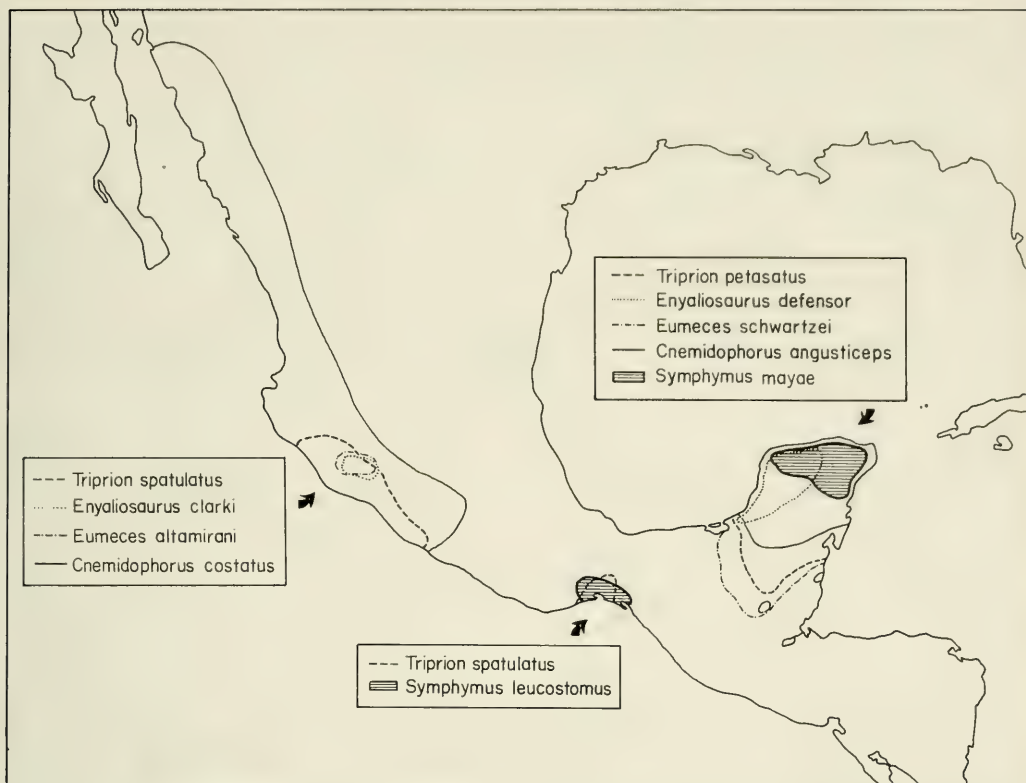 Triprion petasatus
Enyaliosaurus defensor
Eumeces schwartzei
Cnemidophorus angusticeps
Symphymus mayae
Triprion spatulatus
Enyaliosaurus clarki
Eumeces altamirani
Cnemidophorus costatus
Triprion spatulatus
Symphymus leucostomus